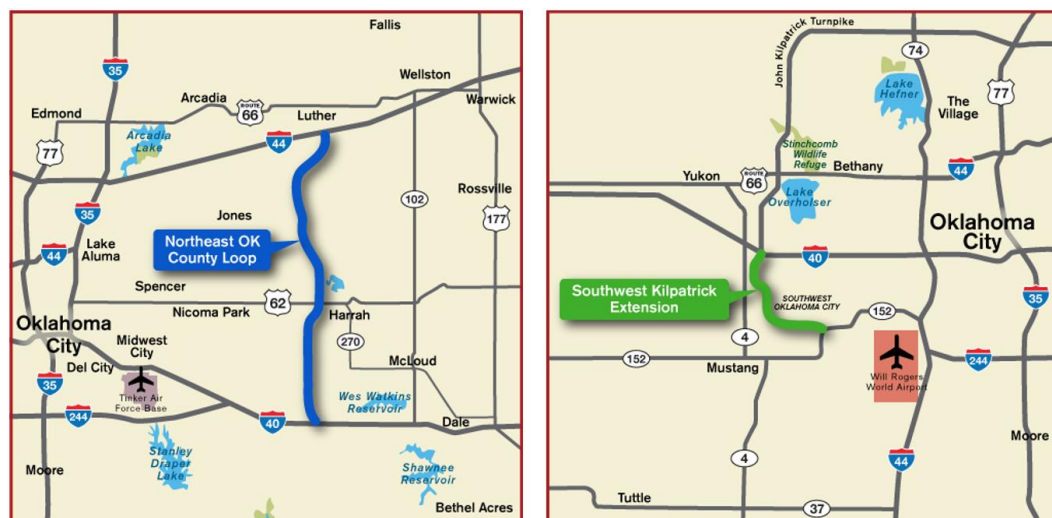 Fallis
35
Wellston
Edmond
Arcadia
ROUTE
66
Warwick
Luther
Arcadia
Lake
44
77
35
Rossville
102
177
Jones
Northeast OK
County Loop
Lake
Aluma
44
Spencer
62
Nicoma Park
Harrah
Oklahoma
City
Midwest
City
270
Del City
McLoud
35
Tinker Air
Force Base
Wes Watkins
Reservoir
244
40
Dale
Stanley
Draper
Lake
Moore
Shawnee
Reservoir
Bethel Acres
John Kilpatrick Turnpike
74
Lake
Hefner
77
The
Village
Stinchcomb
Wildlife
Refuge
Bethany
44
Yukon
ROUTE
66
Lake
Overholser
Oklahoma
City
40
Southwest Kilpatrick
Extension
SOUTHWEST
OKLAHOMA CITY
35
152
4
152
Mustang
244
Will Rogers
World Airport
Moore
4
44
Tuttle
37